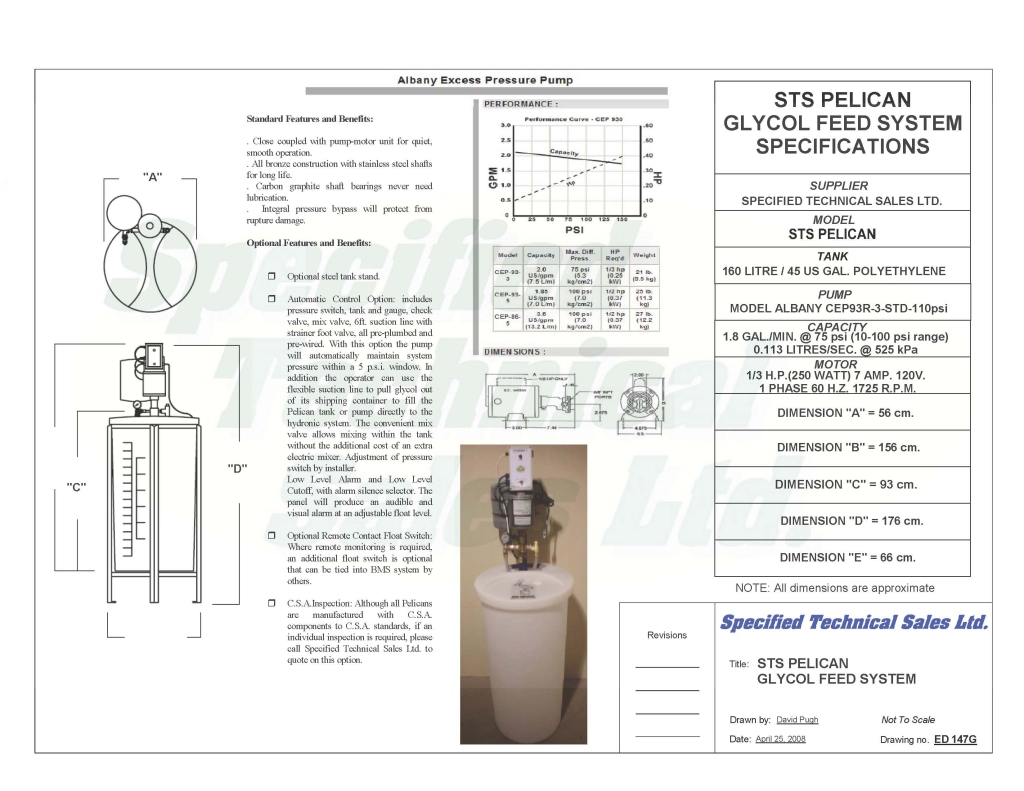 Albany Excess Pressure Pump
Standard Features and Benefits:
. Close coupled with pump-motor unit for quiet,
smooth operation.
. All bronze construction with stainless steel shafts
for long life.
. Carbon graphite shaft bearings never need
lubrication.
. Integral pressure bypass will protect from
rupture damage.
Optional Features and Benefits:
Optional steel tank stand.
Automatic Control Option: includes
pressure switch, tank and gauge, check
valve, mix valve, 6ft. suction line with
strainer foot valve, all pre-plumbed and
pre-wired. With this option the pump
will automatically maintain system
pressure within a 5 p.s.i. window. In
addition the operator can use the
flexible suction line to pull glycol out
of its shipping container to fill the
Pelican tank or pump directly to the
hydronic system. The convenient mix
valve allows mixing within the tank
without the additional cost of an extra
electric mixer. Adjustment of pressure
switch by installer.
Low Level Alarm and Low Level
Cutoff, with alarm silence selector. The
panel will produce an audible and
visual alarm at an adjustable float level.
Optional Remote Contact Float Switch:
Where remote monitoring is required,
an additional float switch is optional
that can be tied into BMS system by
others.
C.S.A.Inspection: Although all Pelicans
are manufactured with C.S.A.
components to C.S.A. standards, if an
individual inspection is required, please
call Specified Technical Sales Ltd. to
quote on this option.
"A"
"C"
"D"
PERFORMANCE :
Performance Curve - CEP 930
3.0 .60
2.5 .50
2.0 .40
1.5 .30
1.0 .20
0.5 .10
GPM
HP
Capacity
Hp
0 25 50 75 100 125 150
PSI
Model Capacity Max. Diff. Press. HP Req'd Weight
CEP-93-3 2.0 US/gpm (7.5 L/m) 75 psi (5.3 kg/cm2) 1/3 hp (0.25 kW) 21 lb. (9.5 kg)
CEP-93-5 1.85 US/gpm (7.0 L/m) 100 psi (7.0 kg/cm2) 1/2 hp (0.37 kW) 25 lb. (11.3 kg)
CEP-96-5 3.5 US/gpm (13.2 L/m) 100 psi (7.0 kg/cm2) 1/2 hp (0.37 kW) 27 lb. (12.2 kg)
DIMENSIONS :
A
PORTS
3.00
STS PELICAN
GLYCOL FEED SYSTEM
SPECIFICATIONS
SUPPLIER
SPECIFIED TECHNICAL SALES LTD.
MODEL
STS PELICAN
TANK
160 LITRE / 45 US GAL. POLYETHYLENE
PUMP
MODEL ALBANY CEP93R-3-STD-110psi
CAPACITY
1.8 GAL./MIN. @ 75 psi (10-100 psi range)
0.113 LITRES/SEC. @ 525 kPa
MOTOR
1/3 H.P.(250 WATT) 7 AMP. 120V.
1 PHASE 60 H.Z. 1725 R.P.M.
DIMENSION "A" = 56 cm.
DIMENSION "B" = 156 cm.
DIMENSION "C" = 93 cm.
DIMENSION "D" = 176 cm.
DIMENSION "E" = 66 cm.
NOTE: All dimensions are approximate
Revisions
Specified Technical Sales Ltd.
Title: STS PELICAN
GLYCOL FEED SYSTEM
Drawn by: David Pugh Not To Scale
Date: April 25, 2008 Drawing no. ED 147G
Specified
Technical
Sales Ltd.